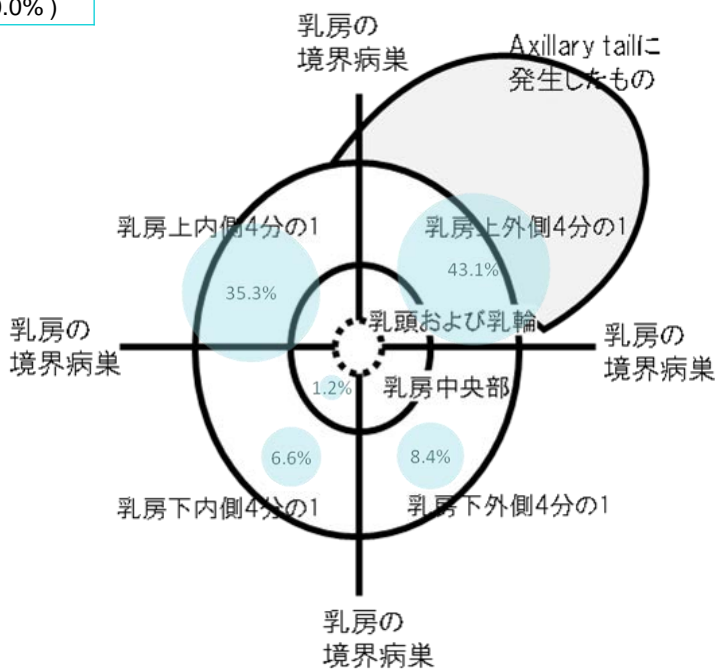 .0% )
乳房の
境界病巣
Axillary tailに
発生したもの
乳房上内側4分の1
乳房上外側4分の1
35.3%
43.1%
乳頭および乳輪
乳房の
境界病巣
乳房の
境界病巣
1.2%
乳房中央部
6.6%
8.4%
乳房下内側4分の1
乳房下外側4分の1
乳房の
境界病巣